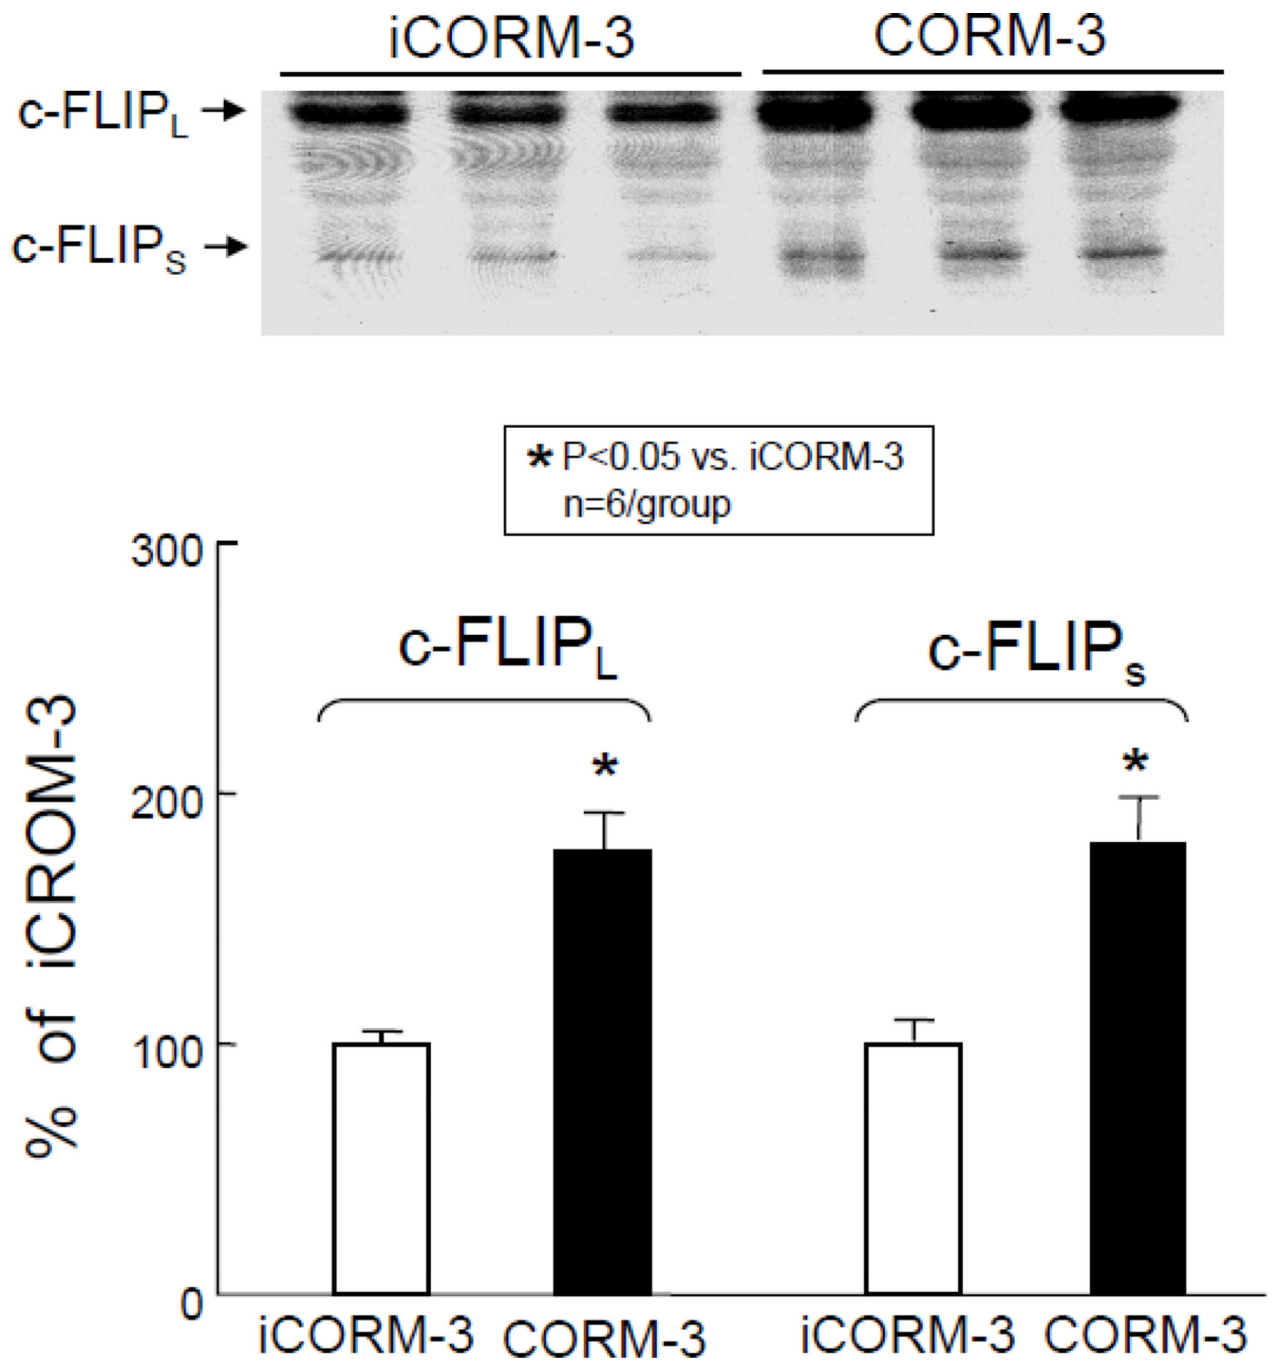 iCORM-3 CORM-3
c-FLIPL →
c-FLIPS →
* P<0.05 vs. iCORM-3
n=6/group
300
c-FLIPL c-FLIPs
* *
200
100
0
% of iCROM-3
iCORM-3 CORM-3 iCORM-3 CORM-3